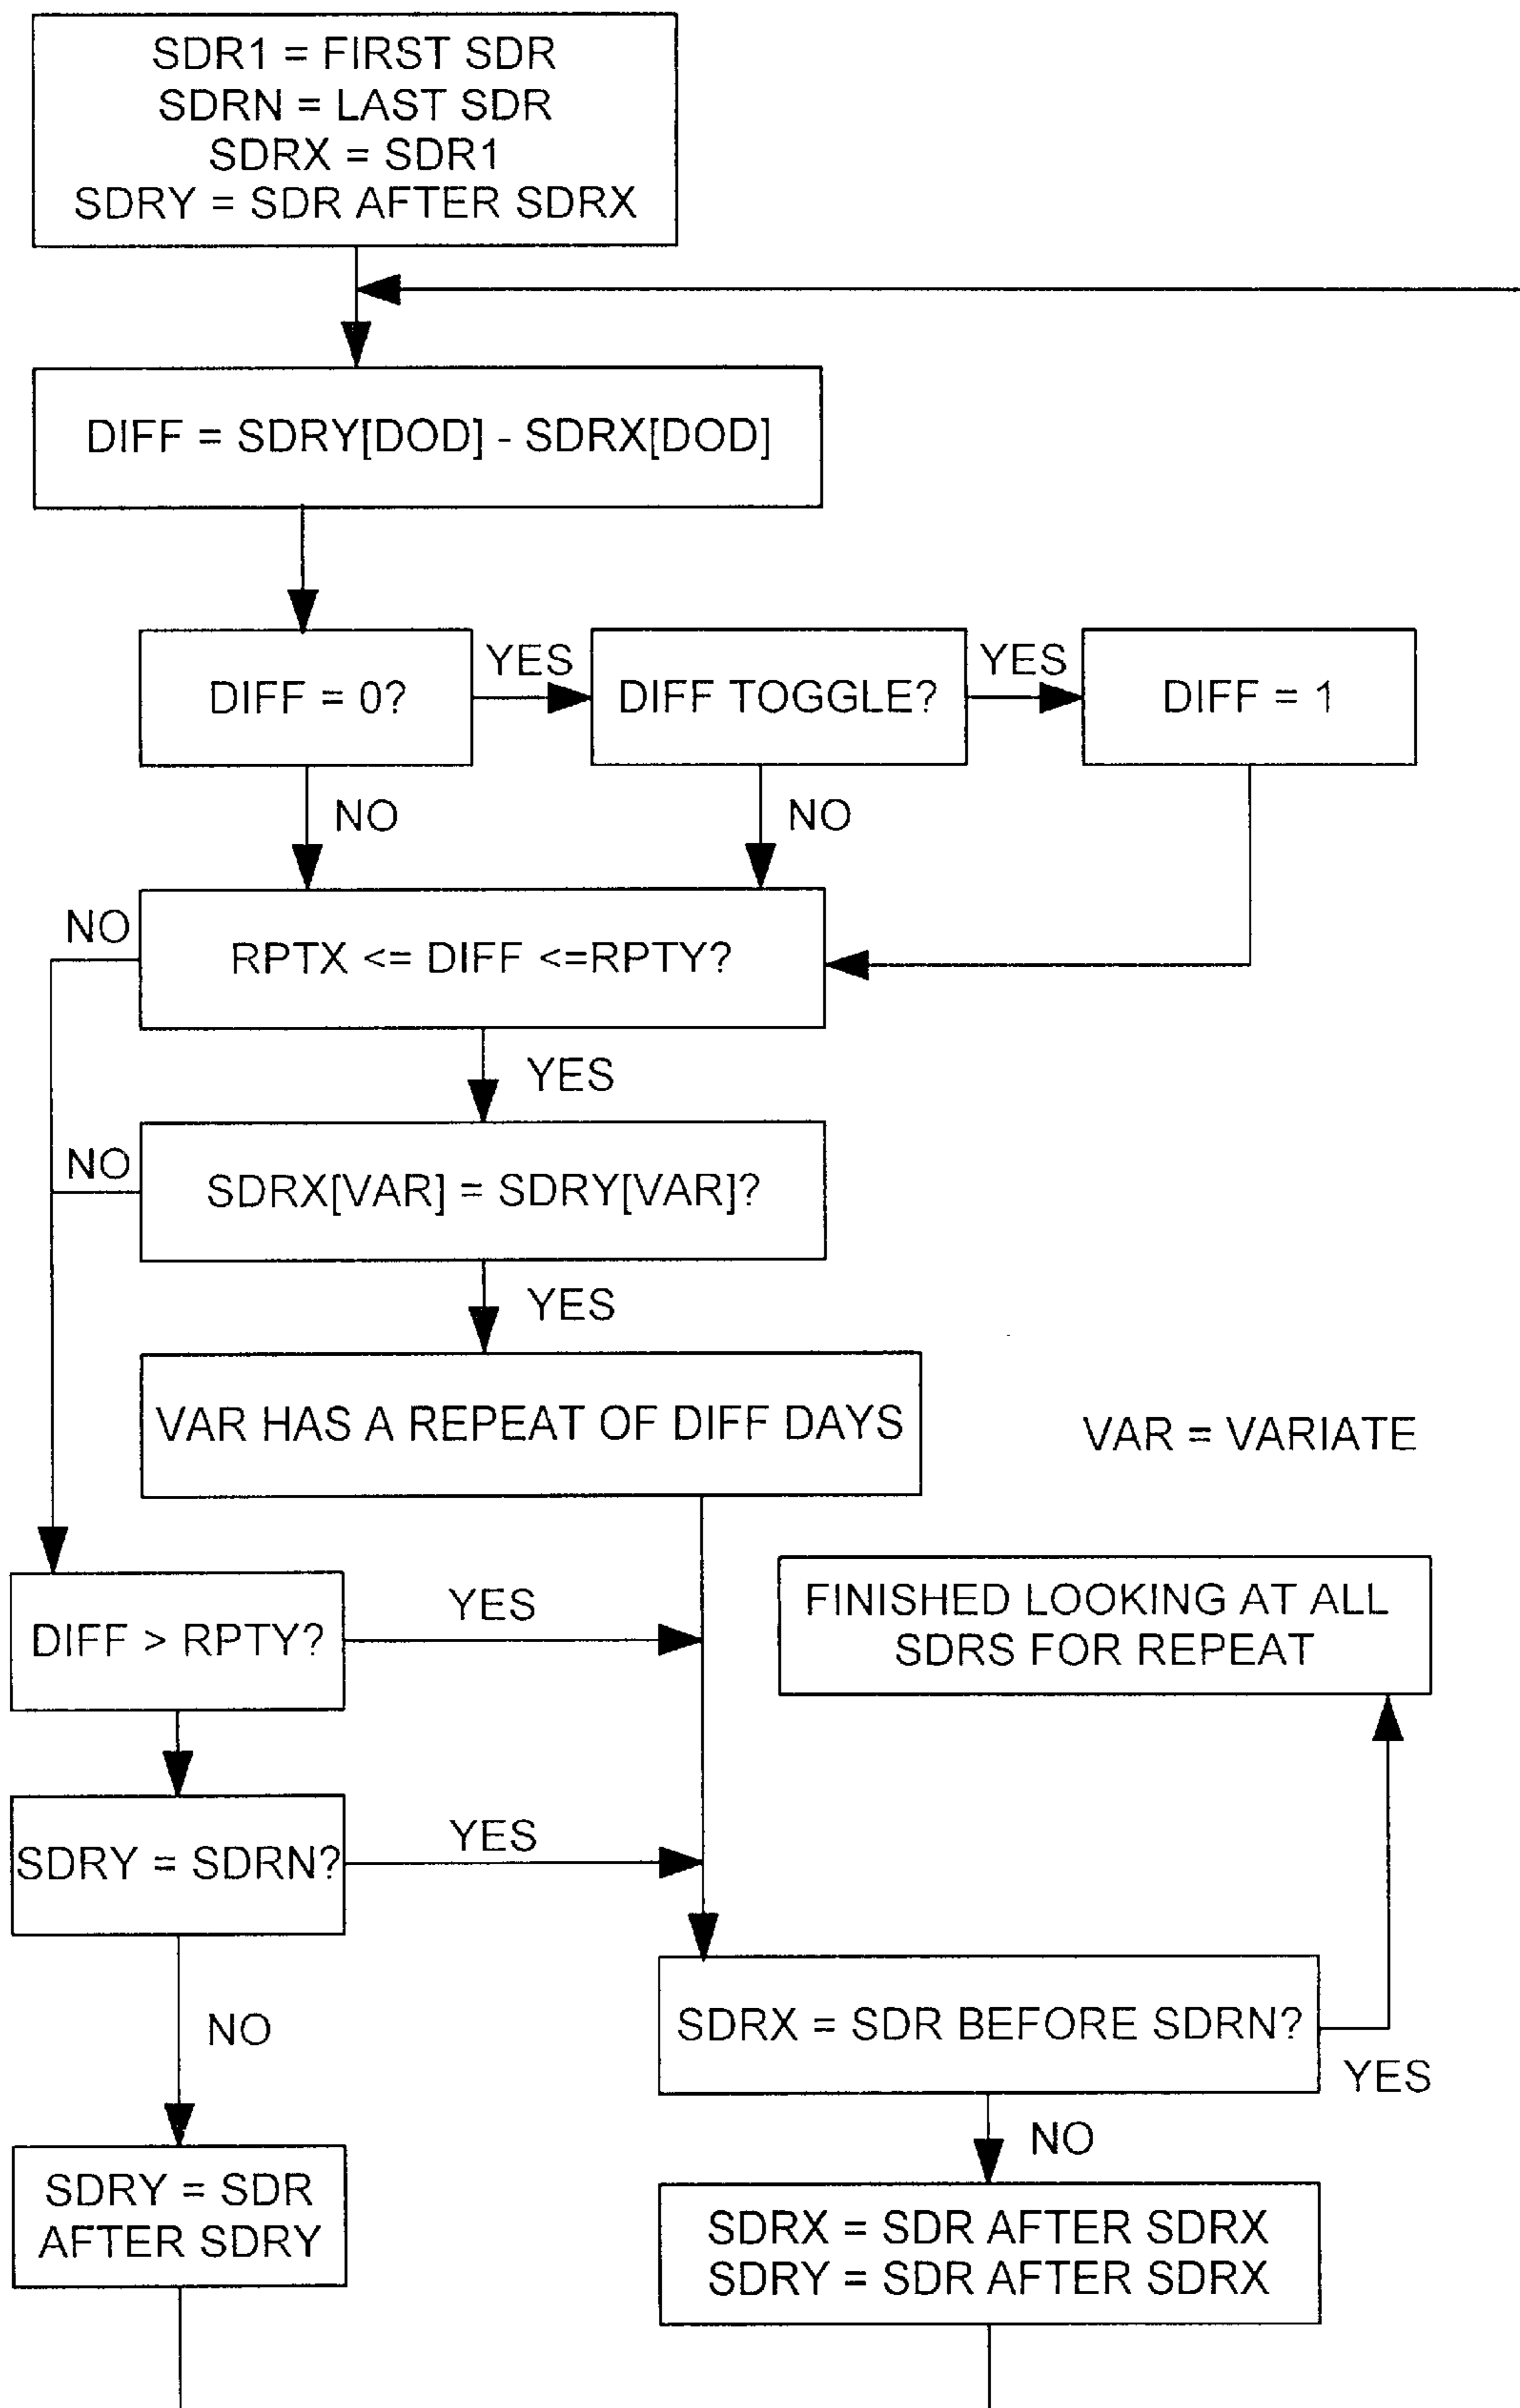 SDR1 = FIRST SDR
SDRN = LAST SDR
SDRX = SDR1
SDRY = SDR AFTER SDRX
DIFF = SDRY[DOD] - SDRX[DOD]
DIFF = 0?
YES
DIFF TOGGLE?
YES
DIFF = 1
NO
NO
NO
RPTX <= DIFF <=RPTY?
YES
NO
SDRX[VAR] = SDRY[VAR]?
YES
VAR HAS A REPEAT OF DIFF DAYS
VAR = VARIATE
DIFF > RPTY?
YES
FINISHED LOOKING AT ALL
SDRS FOR REPEAT
SDRY = SDRN?
YES
NO
SDRX = SDR BEFORE SDRN?
YES
NO
SDRY = SDR
AFTER SDRY
SDRX = SDR AFTER SDRX
SDRY = SDR AFTER SDRX